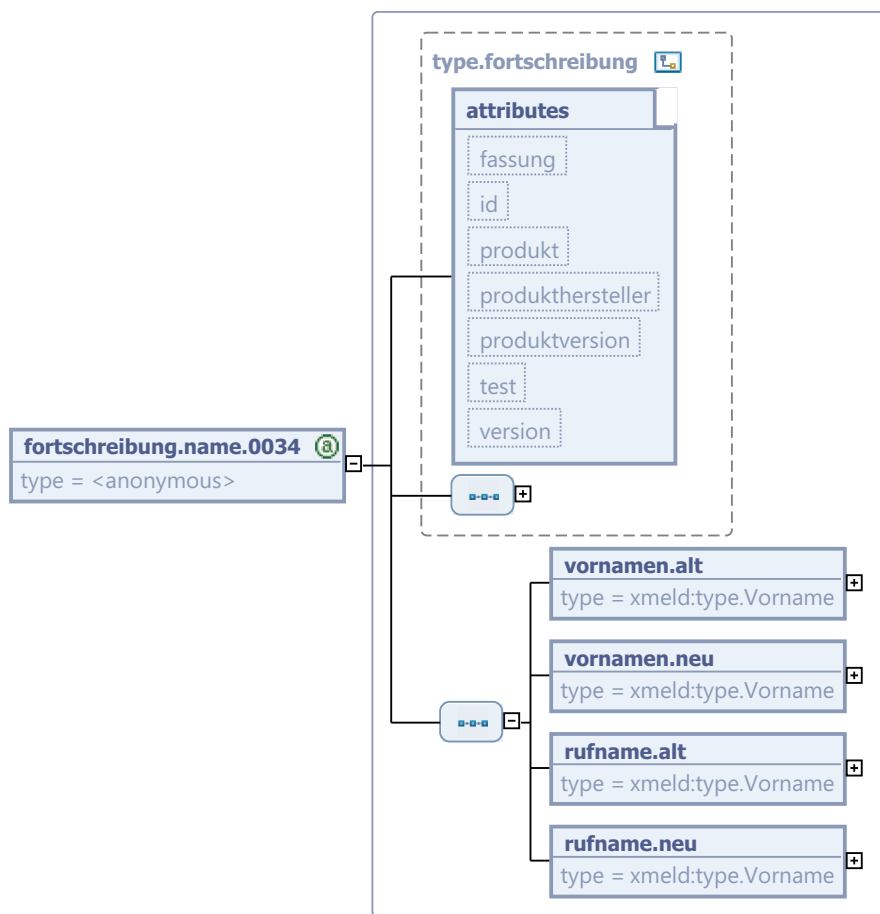 type.fortschreibung
attributes
fassung
id
produkt
produkthersteller
produktversion
test
version
fortschreibung.name.0034 @
type = <anonymous>
vornamen.alt
type = xmeld:type.Vorname
vornamen.neu
type = xmeld:type.Vorname
rufname.alt
type = xmeld:type.Vorname
rufname.neu
type = xmeld:type.Vorname